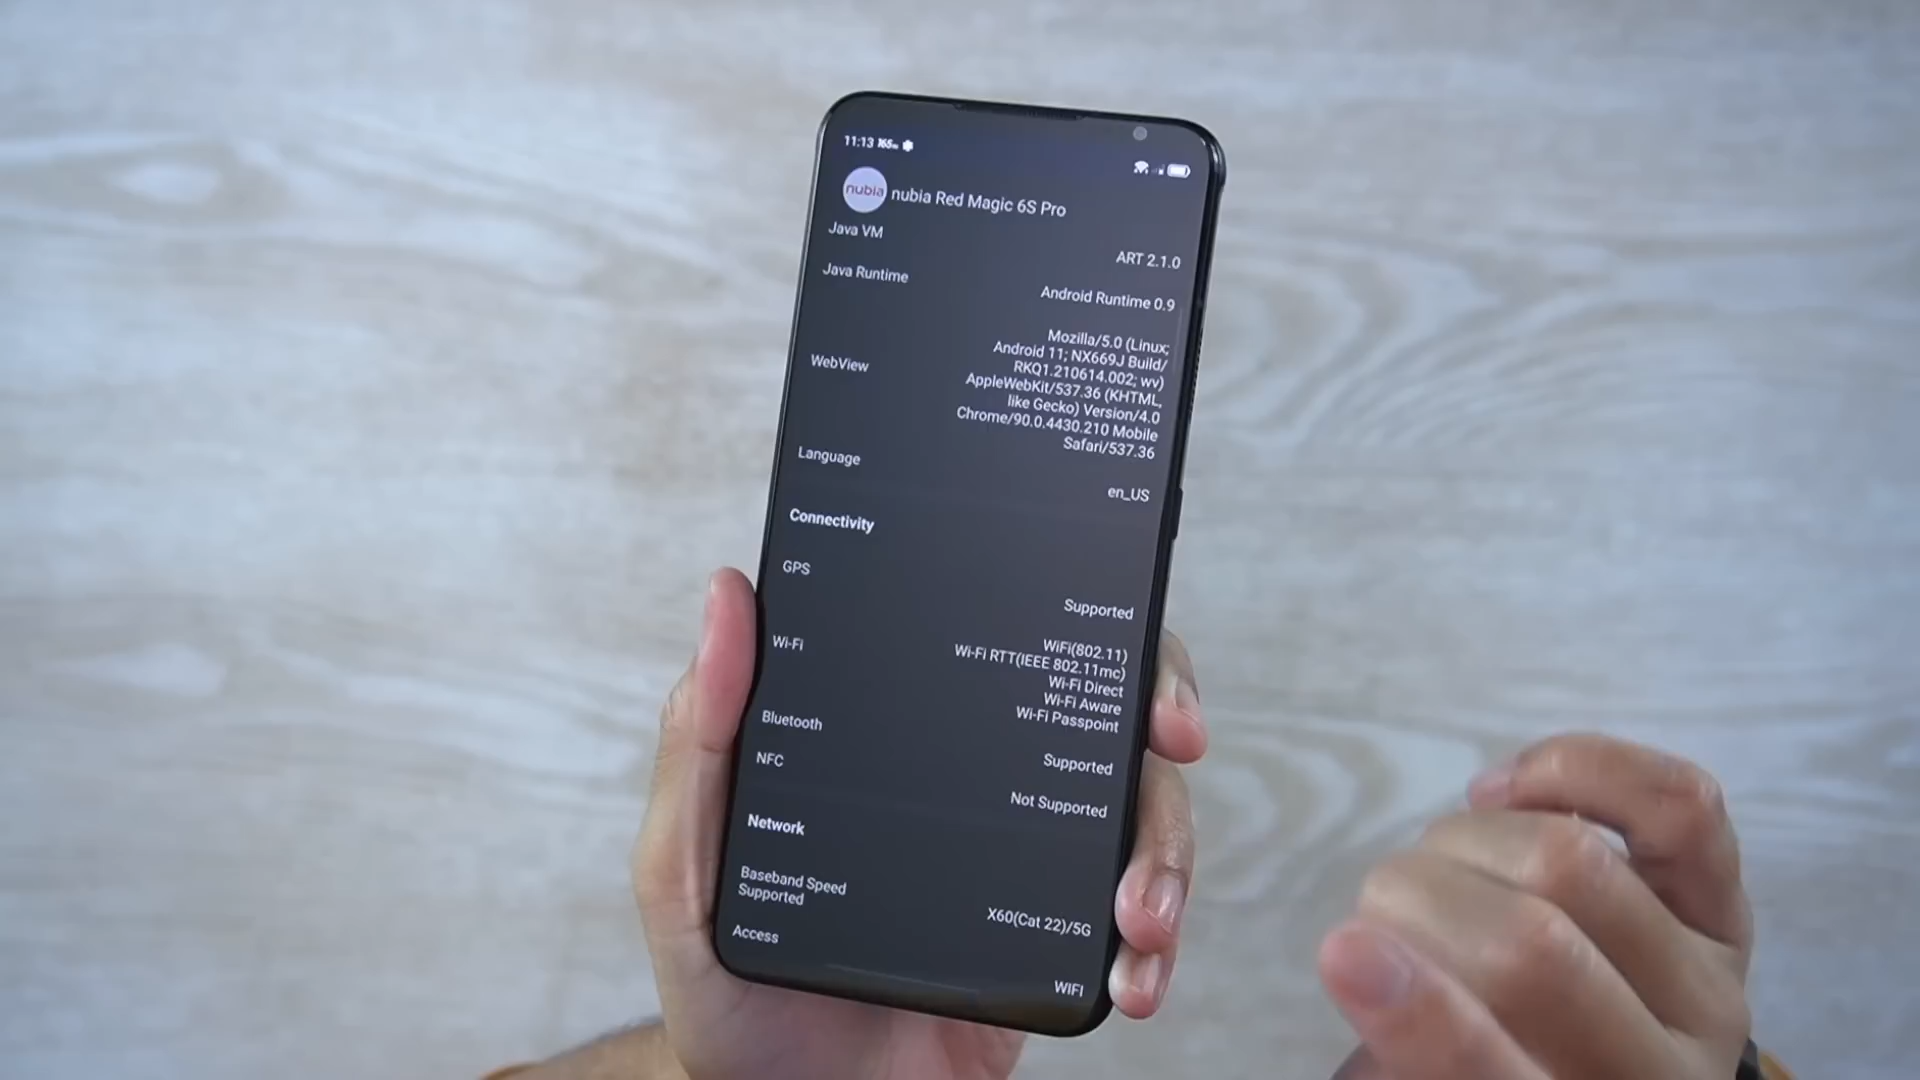 11:13 165Hz
nubia
nubia Red Magic 6S Pro
Java VM
ART 2.1.0
Java Runtime
Android Runtime 0.9
WebView
Mozilla/5.0 (Linux;
Android 11; NX669J Build/
RKQ1.210614.002; wv)
AppleWebKit/537.36 (KHTML,
like Gecko) Version/4.0
Chrome/90.0.4430.210 Mobile
Safari/537.36
Language
en_US
Connectivity
GPS
Supported
Wi-Fi
WiFi(802.11)
Wi-Fi RTT(IEEE 802.11mc)
Wi-Fi Direct
Wi-Fi Aware
Wi-Fi Passpoint
Bluetooth
Supported
NFC
Not Supported
Network
Baseband Speed
Supported
X60(Cat 22)/5G
Access
WIFI